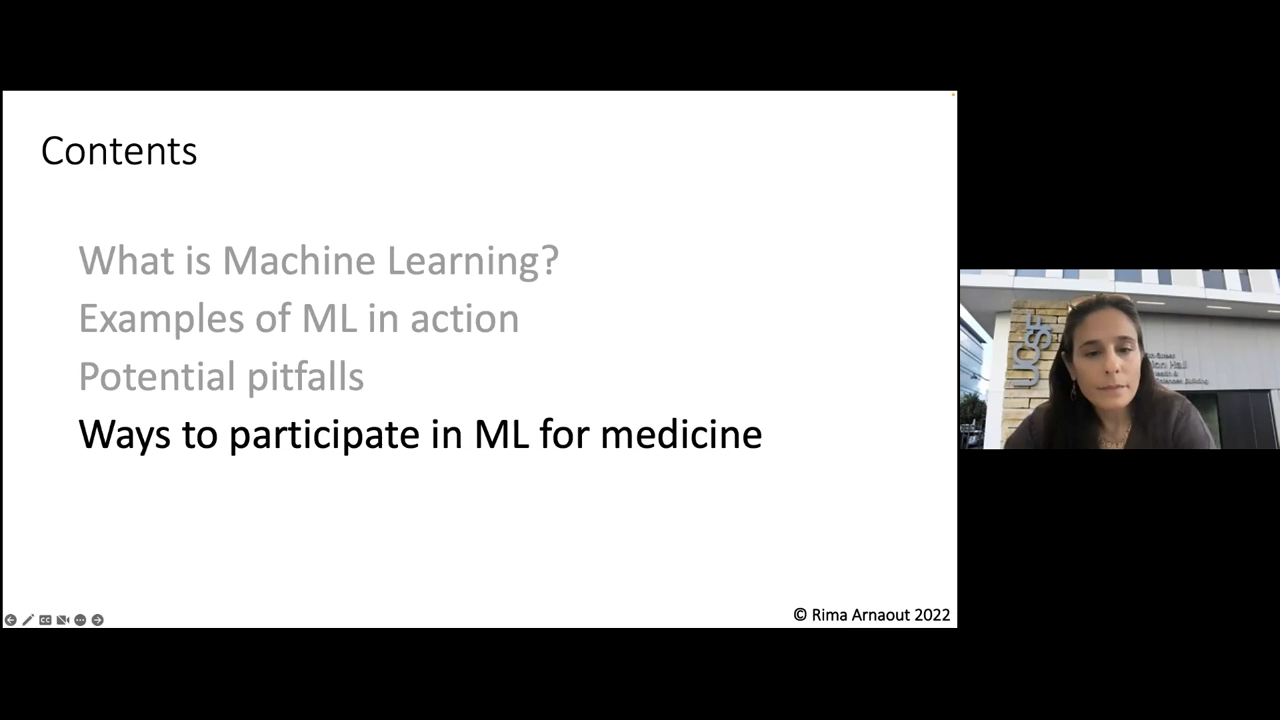 Contents
What is Machine Learning?
Examples of ML in action
Potential pitfalls
Ways to participate in ML for medicine
© Rima Arnaout 2022
UCSF
Hall